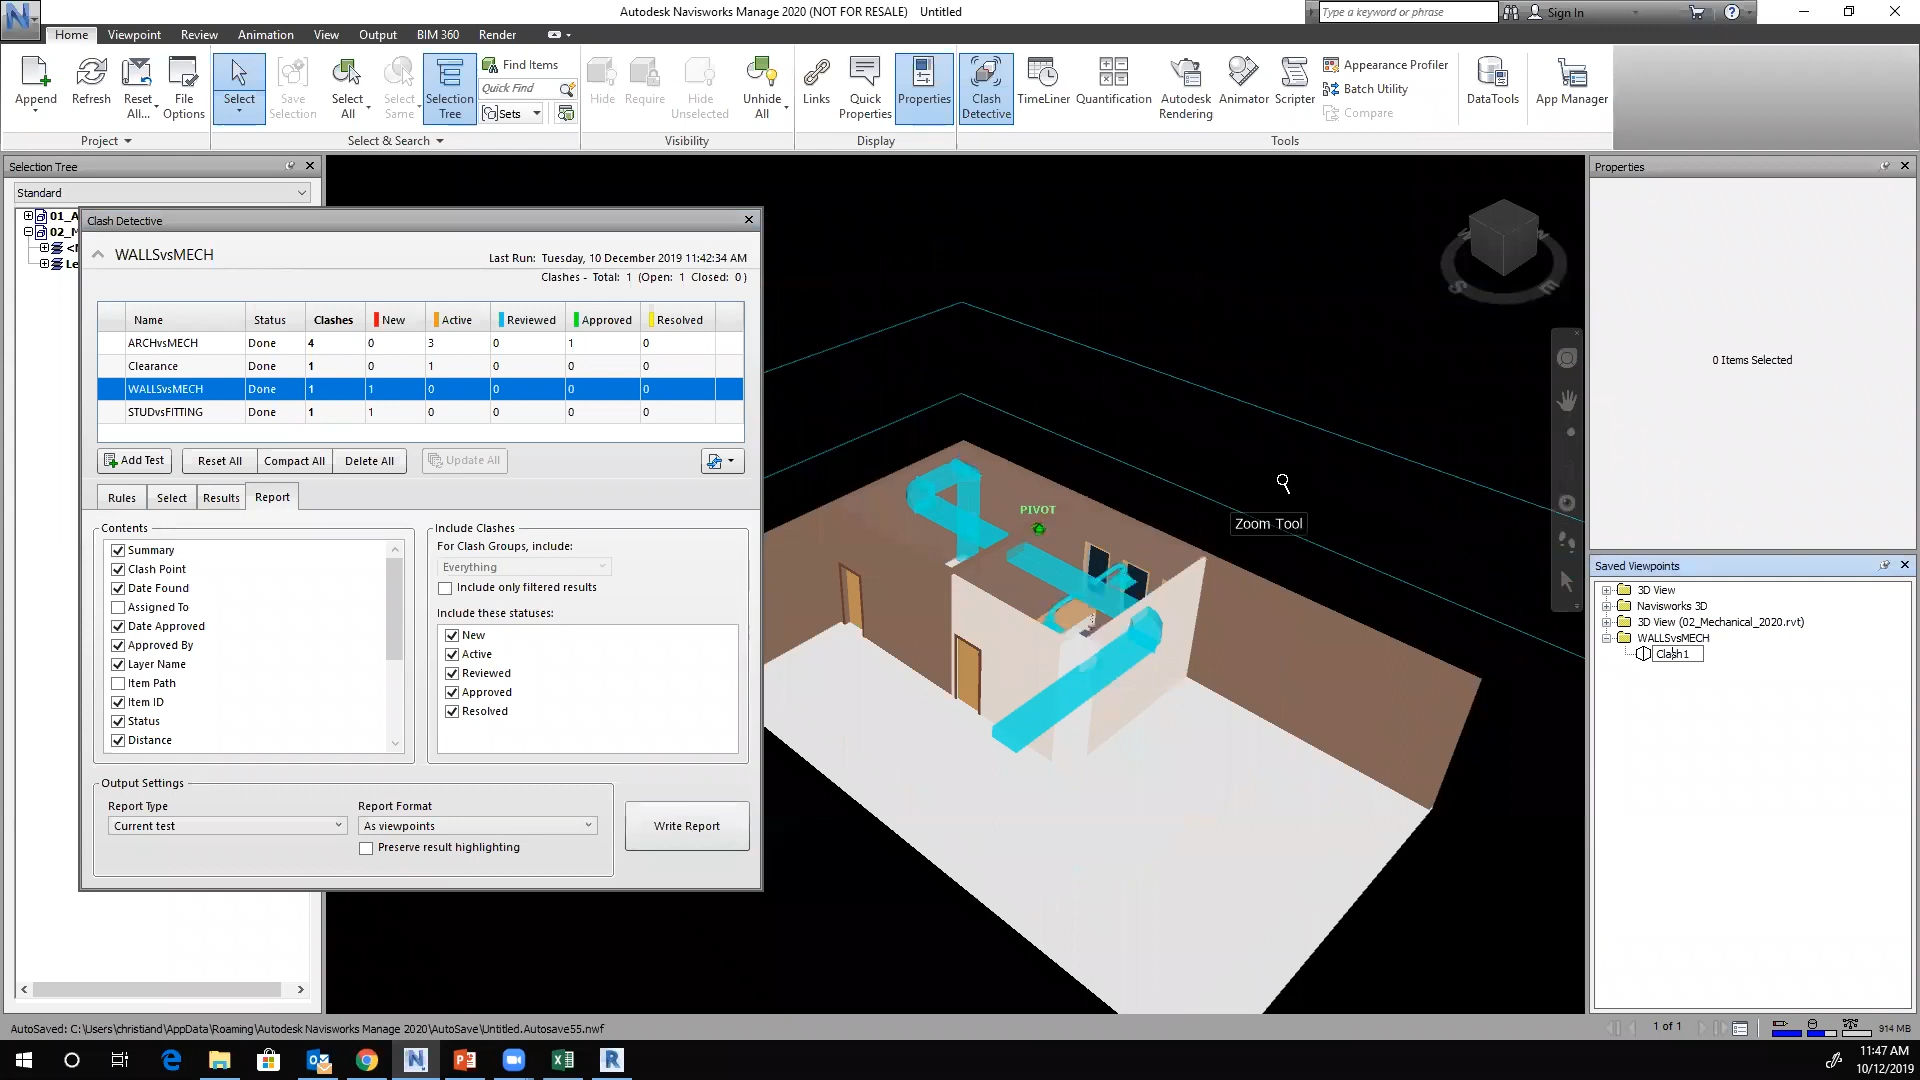 Autodesk Navisworks Manage 2020 (NOT FOR RESALE) Untitled
Type a keyword or phrase
Sign In
Home Viewpoint Review Animation View Output BIM 360 Render
Append
Refresh
Reset All...
File Options
Select
Save Selection
Select All
Select Same
Selection Tree
Find Items
Quick Find
Sets
Hide
Require
Hide Unselected
Unhide All
Links
Quick Properties
Properties
Clash Detective
TimeLiner
Quantification
Autodesk Rendering
Animator
Scripter
Appearance Profiler
Batch Utility
Compare
DataTools
App Manager
Project
Select & Search
Visibility
Display
Tools
Selection Tree
Standard
01_A
02_M
Le
Clash Detective
WALLSvsMECH
Last Run: Tuesday, 10 December 2019 11:42:34 AM
Clashes - Total: 1 (Open: 1 Closed: 0)
Name Status Clashes New Active Reviewed Approved Resolved
ARCHvsMECH Done 4 0 3 0 1 0
Clearance Done 1 0 1 0 0 0
WALLSvsMECH Done 1 1 0 0 0 0
STUDvsFITTING Done 1 1 0 0 0 0
Add Test Reset All Compact All Delete All Update All
Rules Select Results Report
Contents
Summary
Clash Point
Date Found
Assigned To
Date Approved
Approved By
Layer Name
Item Path
Item ID
Status
Distance
Include Clashes
For Clash Groups, include:
Everything
Include only filtered results
Include these statuses:
New
Active
Reviewed
Approved
Resolved
Output Settings
Report Type
Current test
Report Format
As viewpoints
Preserve result highlighting
Write Report
PIVOT
Zoom Tool
N
S
E
Properties
0 Items Selected
Saved Viewpoints
3D View
Navisworks 3D
3D View (02_Mechanical_2020.rvt)
WALLSvsMECH
Clash1
AutoSaved: C:\Users\christiand\AppData\Roaming\Autodesk Navisworks Manage 2020\AutoSave\Untitled.Autosave55.nwf
1 of 1
914 MB
11:47 AM
10/12/2019